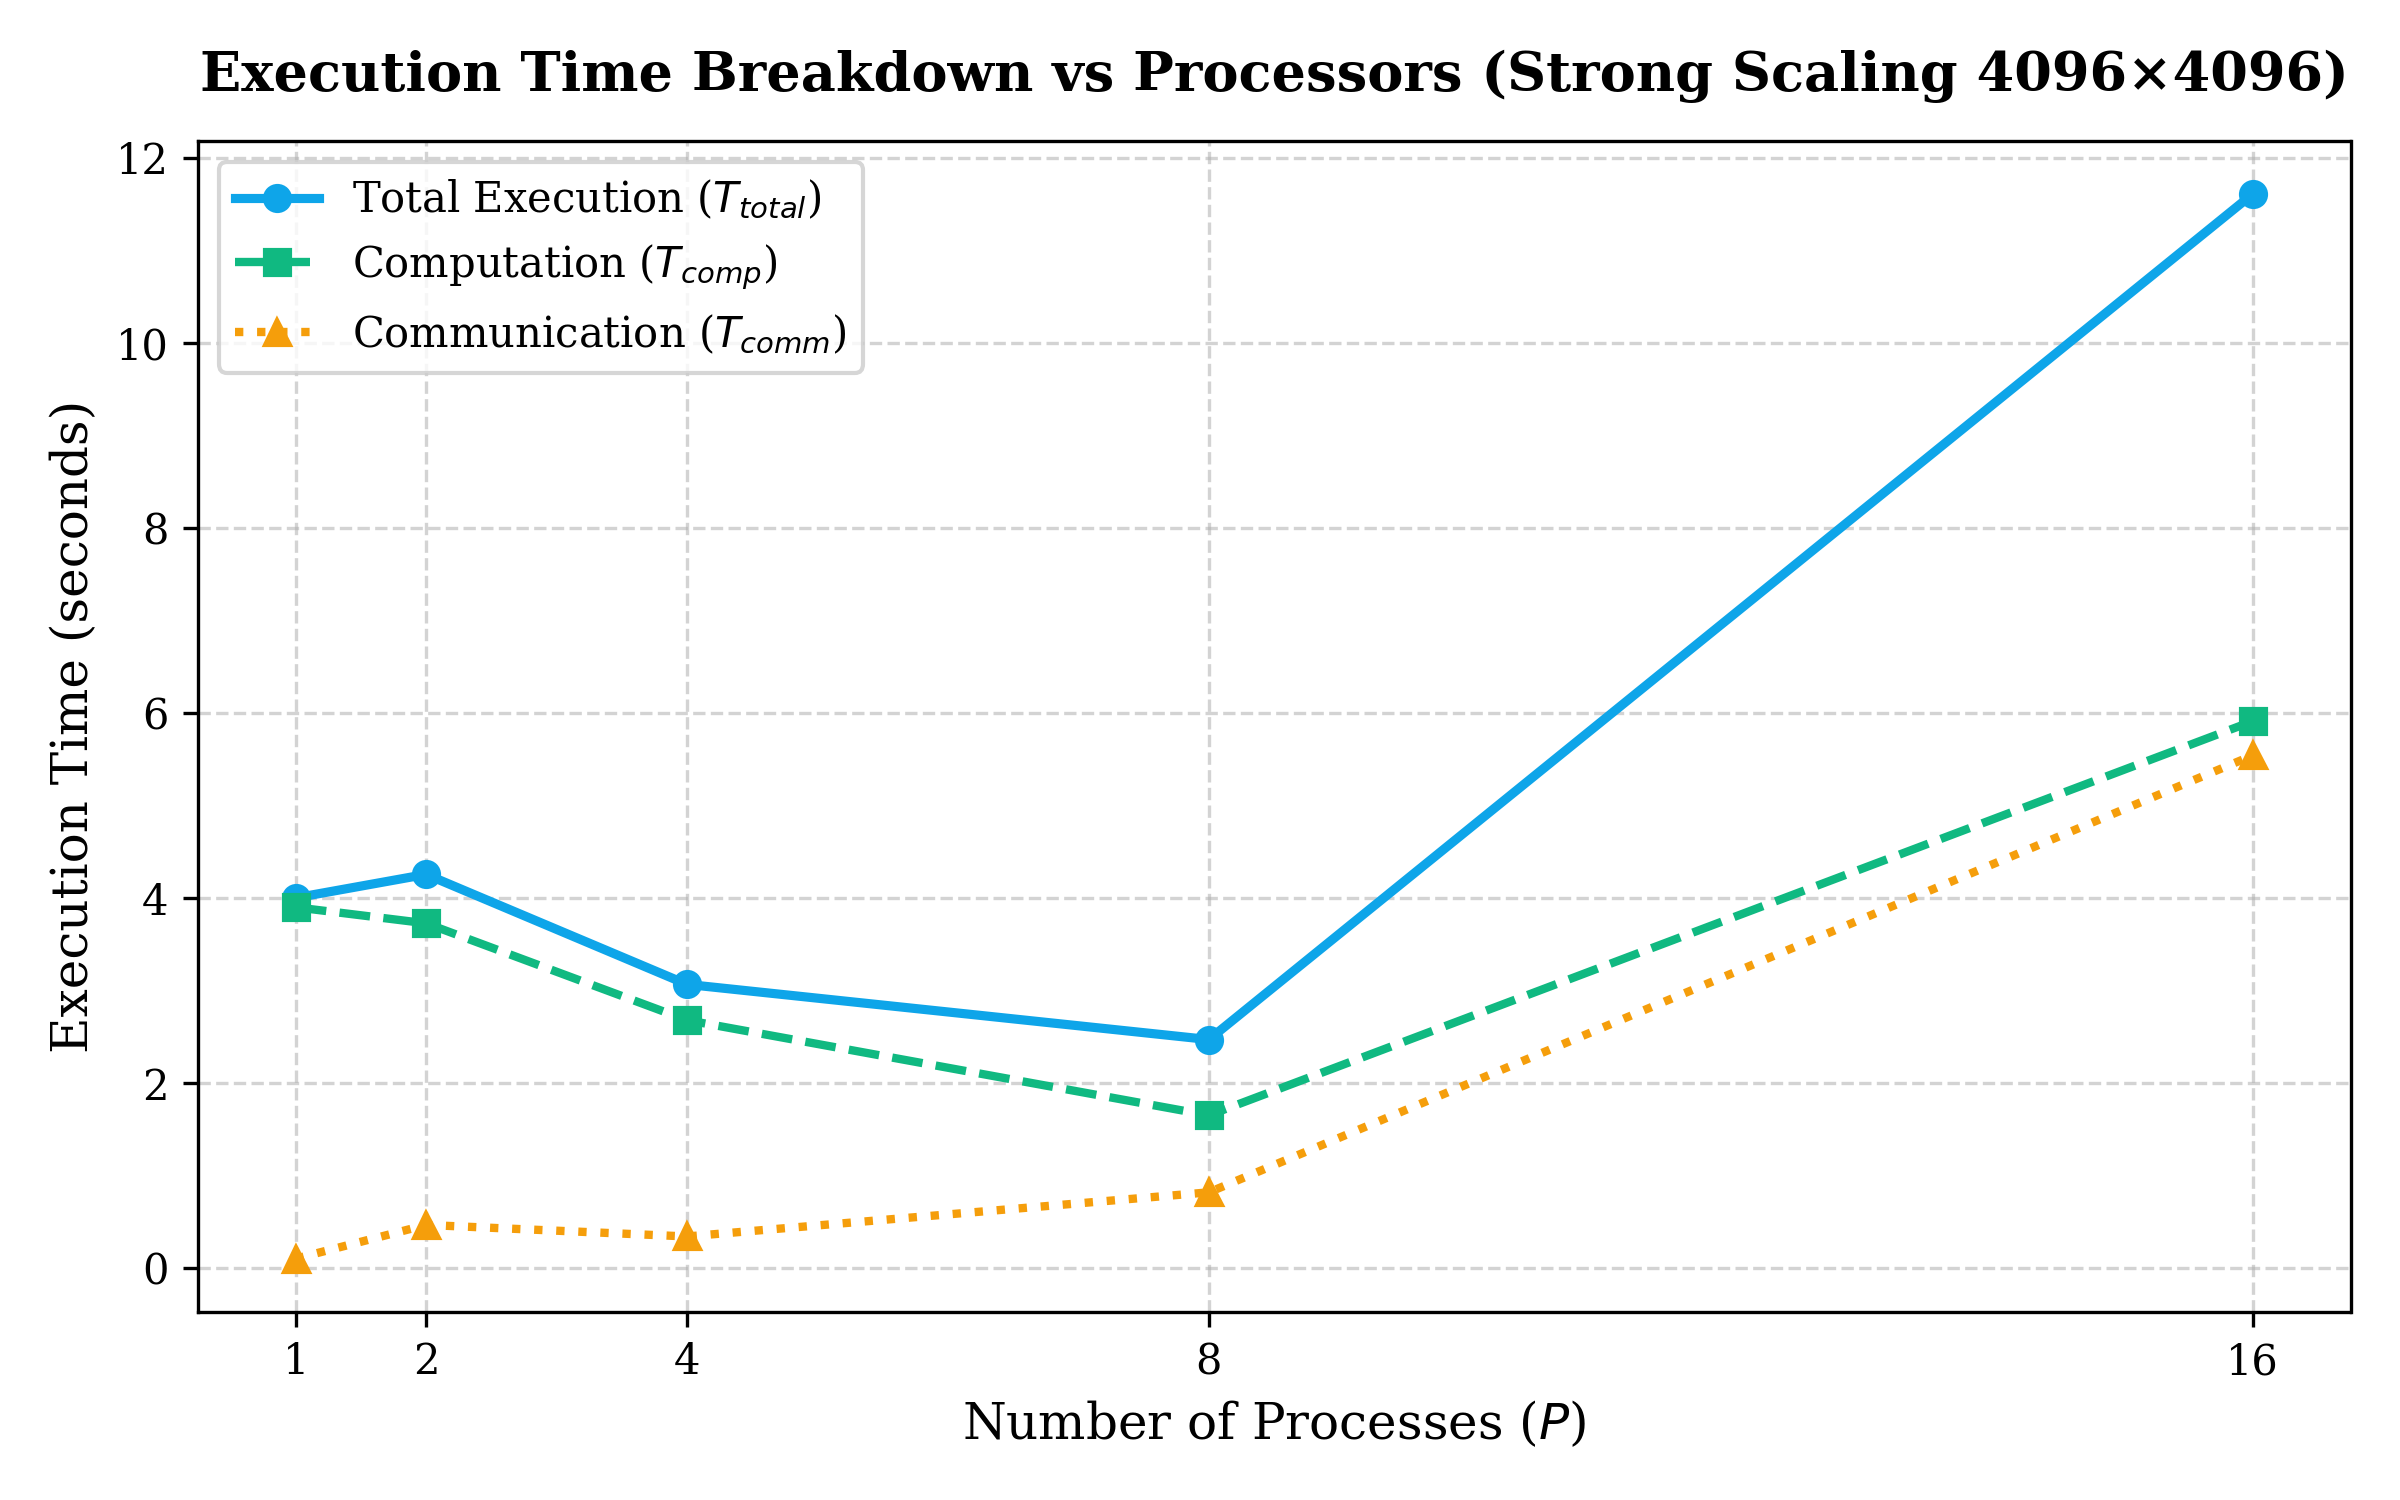 Execution Time Breakdown vs Processors (Strong Scaling 4096×4096)
Total Execution (T_total)
Computation (T_comp)
Communication (T_comm)
Execution Time (seconds)
12
10
8
6
4
2
0
1 2 4 8 16
Number of Processes (P)